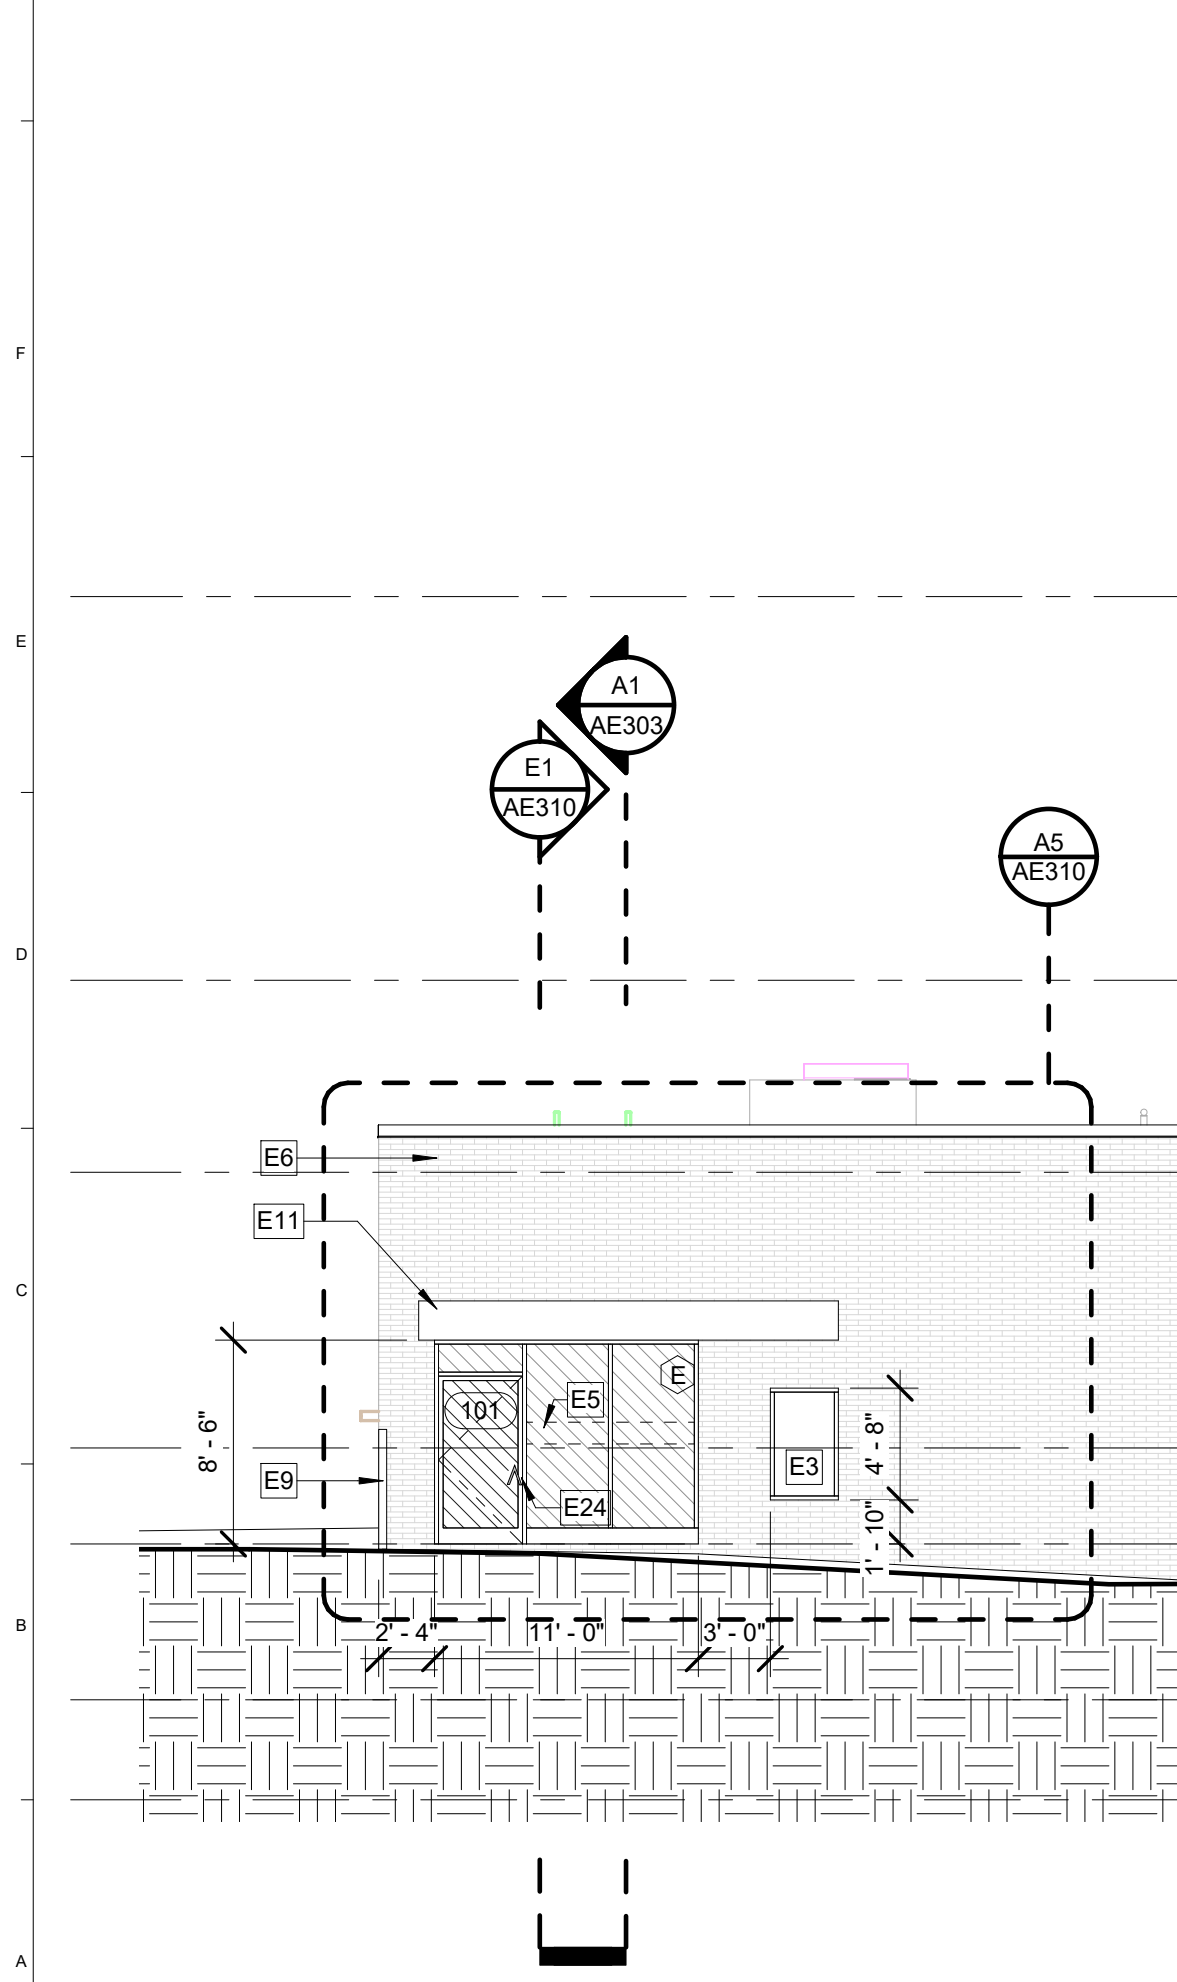 F
E
A1
AE303
E1
AE310
A5
AE310
D
E6
E11
C
E
E5
101
8' - 6"
4' - 8"
E3
E9
E24
1' - 10"
B
2' - 4"
11' - 0"
3' - 0"
A